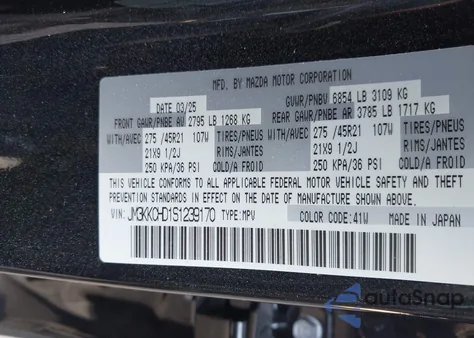 MFD. BY MAZDA MOTOR CORPORATION
DATE 03/25 GVWR/PNBV 6854 LB 3109 KG
FRONT GAWR/PNBE AV 2795 LB 1268 KG REAR GAWR/PNBE AR 3785 LB 1717 KG
WITH/AVEC 275 /45R21 107W TIRES/PNEUS WITH/AVEC 275 /45R21 107W TIRES/PNEUS
21X9 1/2J RIMS/JANTES 21X9 1/2J RIMS/JANTES
250 KPA/36 PSI COLD/A FROID 250 KPA/36 PSI COLD/A FROID
THIS VEHICLE CONFORMS TO ALL APPLICABLE FEDERAL MOTOR VEHICLE SAFETY AND THEFT
PREVENTION STANDARDS IN EFFECT ON THE DATE OF MANUFACTURE SHOWN ABOVE.
VIN: JM3KKCHD1S1239170 TYPE: MPV COLOR CODE: 41W MADE IN JAPAN
autoSnap